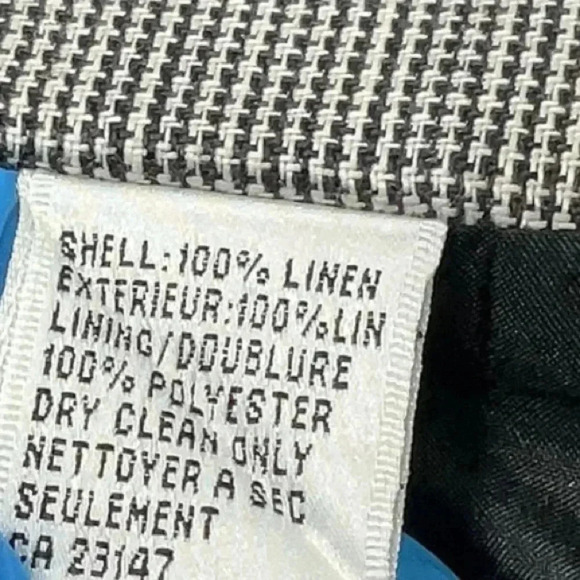 SHELL:100% LINEN
EXTERIEUR:100%LIN
LINING/DOUBLURE
100% POLYESTER
DRY CLEAN ONLY
NETTOYER A SEC
SEULEMENT
CA 23147